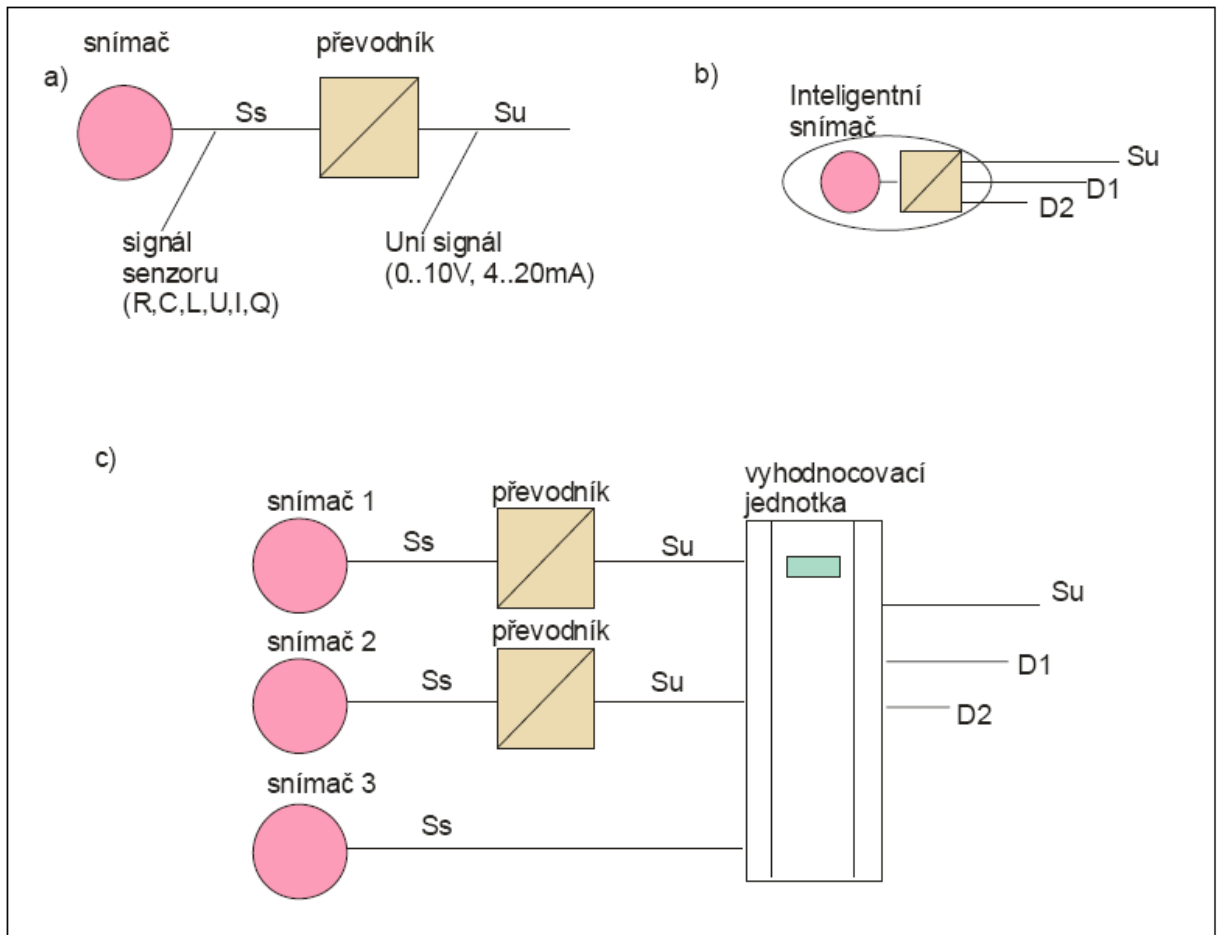 snímač
převodník
a)
Ss
Su
signál
senzoru
(R,C,L,U,I,Q)
Uni signál
(0..10V, 4..20mA)
b)
Inteligentní
snímač
Su
D1
D2
c)
vyhodnocovací
jednotka
snímač 1
převodník
Ss
Su
snímač 2
převodník
Ss
Su
snímač 3
Ss
Su
D1
D2